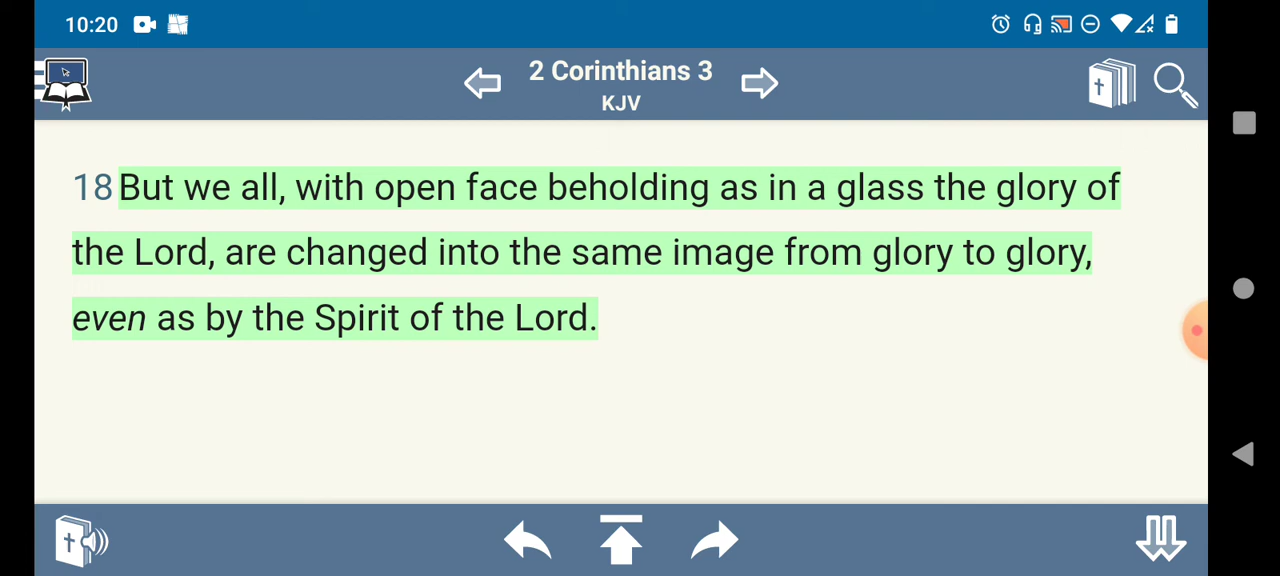 10:20
2 Corinthians 3
KJV
18 But we all, with open face beholding as in a glass the glory of
the Lord, are changed into the same image from glory to glory,
even as by the Spirit of the Lord.